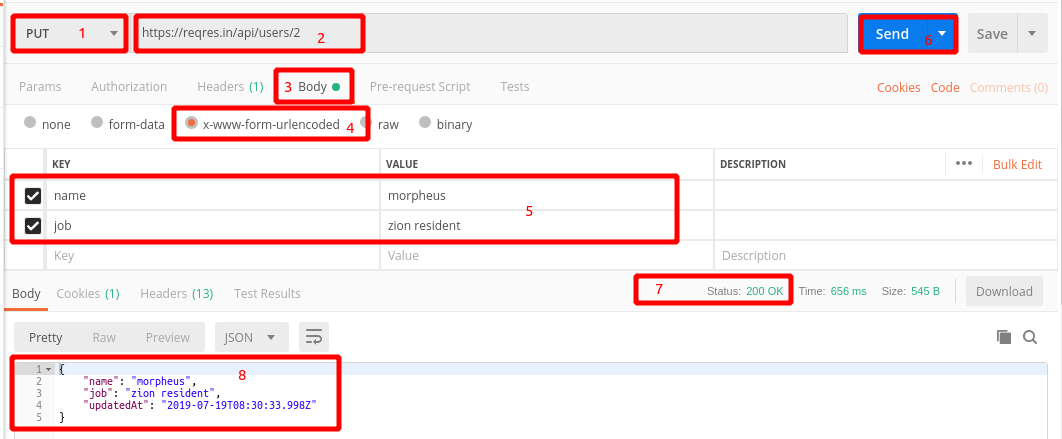 PUT 1 https://reqres.in/api/users/2 2 Send 6 Save
Params Authorization Headers (1) 3 Body Pre-request Script Tests Cookies Code Comments (0)
none form-data x-www-form-urlencoded 4 raw binary
KEY VALUE DESCRIPTION ••• Bulk Edit
name morpheus
5
job zion resident
Key Value Description
Body Cookies (1) Headers (13) Test Results 7 Status: 200 OK Time: 656 ms Size: 545 B Download
Pretty Raw Preview JSON
1 {
2 "name": "morpheus", 8
3 "job": "zion resident",
4 "updatedAt": "2019-07-19T08:30:33.998Z"
5 }